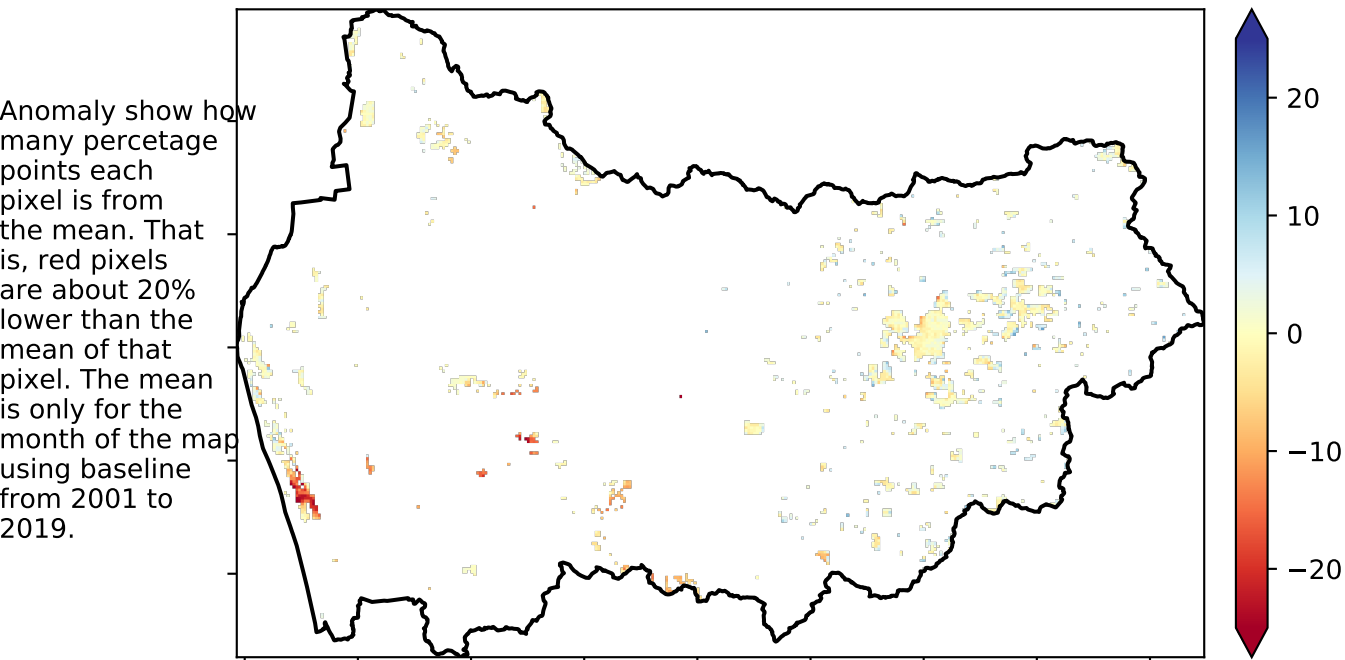 Anomaly show how
many percetage
points each
pixel is from
the mean. That
is, red pixels
are about 20%
lower than the
mean of that
pixel. The mean
is only for the
month of the map
using baseline
from 2001 to
2019.
20
10
0
−10
−20